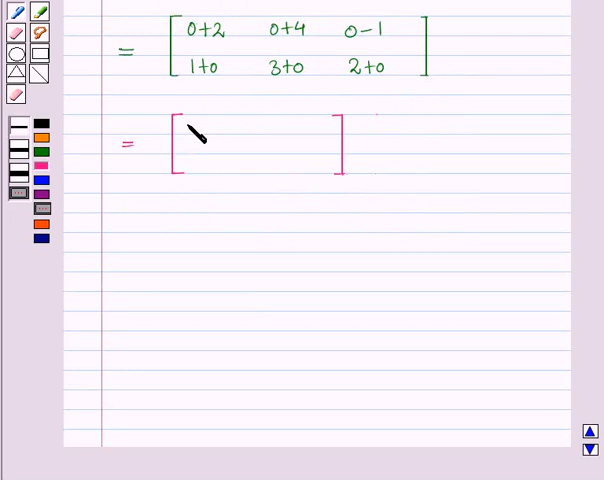 0+2 0+4 0-1
=
1+0 3+0 2+0
=